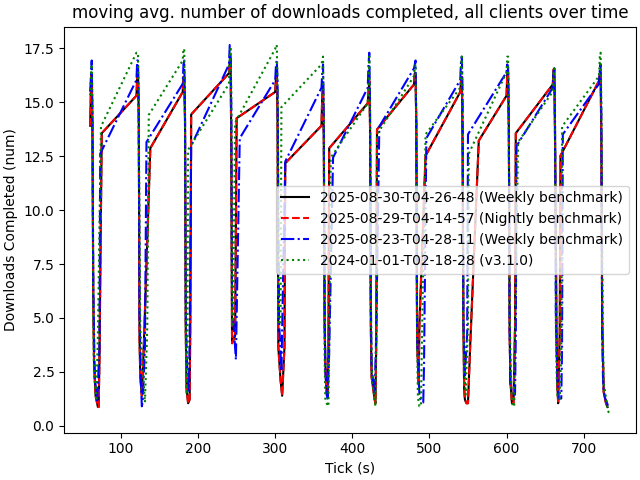 moving avg. number of downloads completed, all clients over time
17.5
15.0
12.5
10.0
7.5
5.0
2.5
0.0
Downloads Completed (num)
2025-08-30-T04-26-48 (Weekly benchmark)
2025-08-29-T04-14-57 (Nightly benchmark)
2025-08-23-T04-28-11 (Weekly benchmark)
2024-01-01-T02-18-28 (v3.1.0)
100 200 300 400 500 600 700
Tick (s)